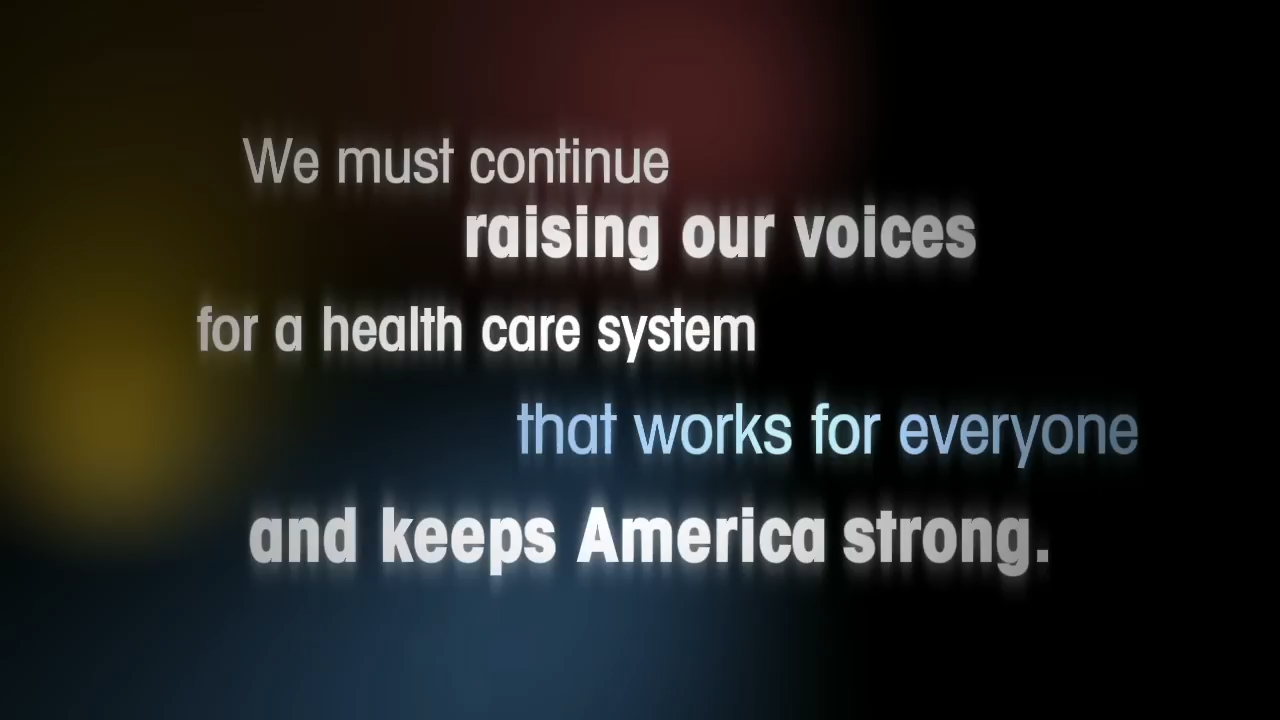 We must continue
raising our voices
for a health care system
that works for everyone
and keeps America strong.